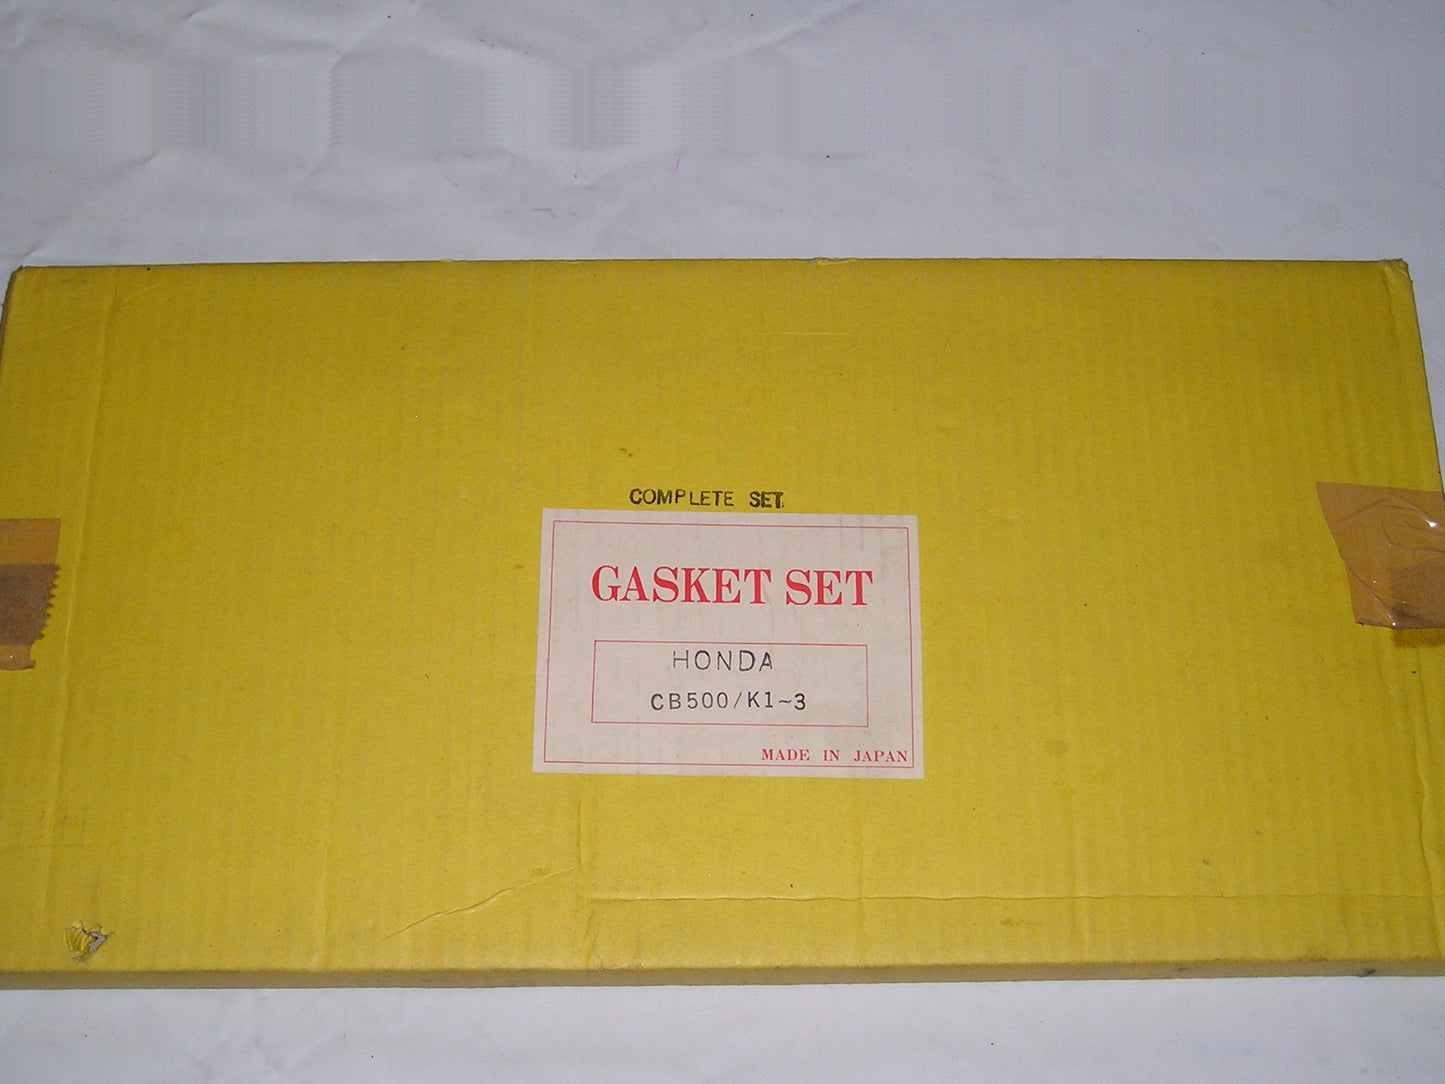 COMPLETE SET
GASKET SET
HONDA
CB500/K1~3
MADE IN JAPAN